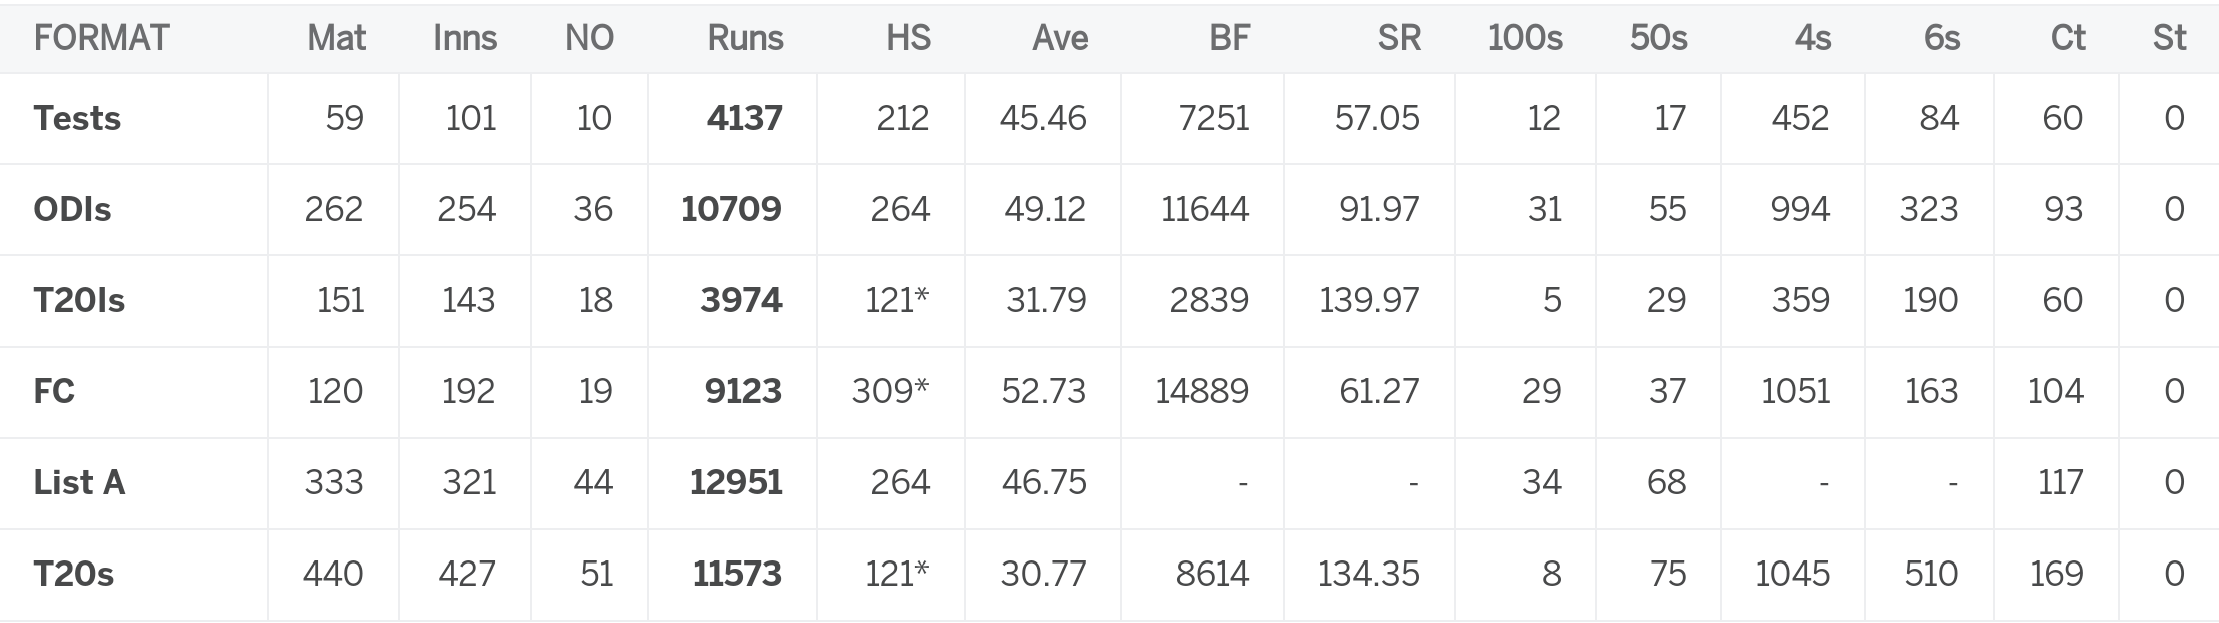 FORMAT Mat Inns NO Runs HS Ave BF SR 100s 50s 4s 6s Ct St
Tests 59 101 10 4137 212 45.46 7251 57.05 12 17 452 84 60 0
ODIs 262 254 36 10709 264 49.12 11644 91.97 31 55 994 323 93 0
T20Is 151 143 18 3974 121* 31.79 2839 139.97 5 29 359 190 60 0
FC 120 192 19 9123 309* 52.73 14889 61.27 29 37 1051 163 104 0
List A 333 321 44 12951 264 46.75 - - 34 68 - - 117 0
T20s 440 427 51 11573 121* 30.77 8614 134.35 8 75 1045 510 169 0